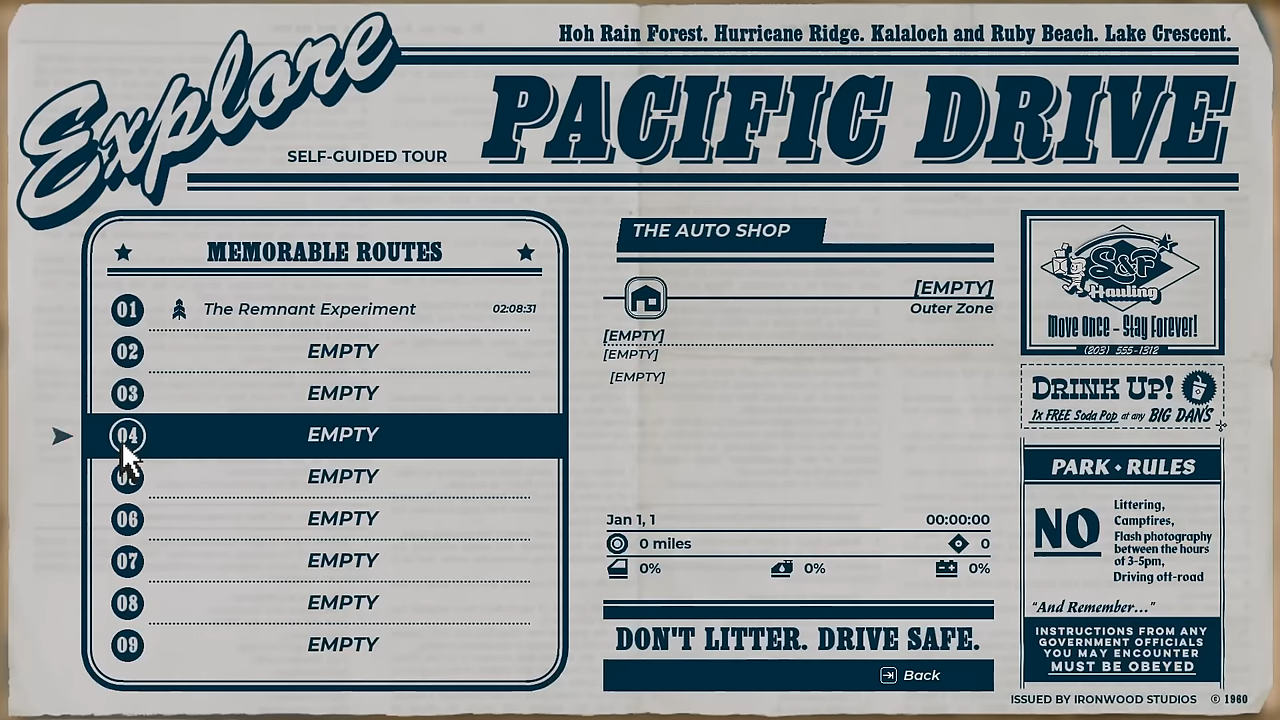 Explore
Hoh Rain Forest. Hurricane Ridge. Kalaloch and Ruby Beach. Lake Crescent.
PACIFIC DRIVE
SELF-GUIDED TOUR
MEMORABLE ROUTES
01 The Remnant Experiment 02:08:31
02 EMPTY
03 EMPTY
04 EMPTY
EMPTY
06 EMPTY
07 EMPTY
08 EMPTY
09 EMPTY
THE AUTO SHOP
[EMPTY]
Outer Zone
[EMPTY]
[EMPTY]
[EMPTY]
Jan 1, 1 00:00:00
0 miles 0
0% 0% 0%
DON'T LITTER. DRIVE SAFE.
Back
S&F
Hauling
Move Once - Stay Forever!
(203) 555-1312
DRINK UP!
1x FREE Soda Pop at any BIG DAN'S
PARK • RULES
NO
Littering,
Campfires,
Flash photography
between the hours
of 3-5pm,
Driving off-road
"And Remember..."
INSTRUCTIONS FROM ANY
GOVERNMENT OFFICIALS
YOU MAY ENCOUNTER
MUST BE OBEYED
ISSUED BY IRONWOOD STUDIOS © 1960